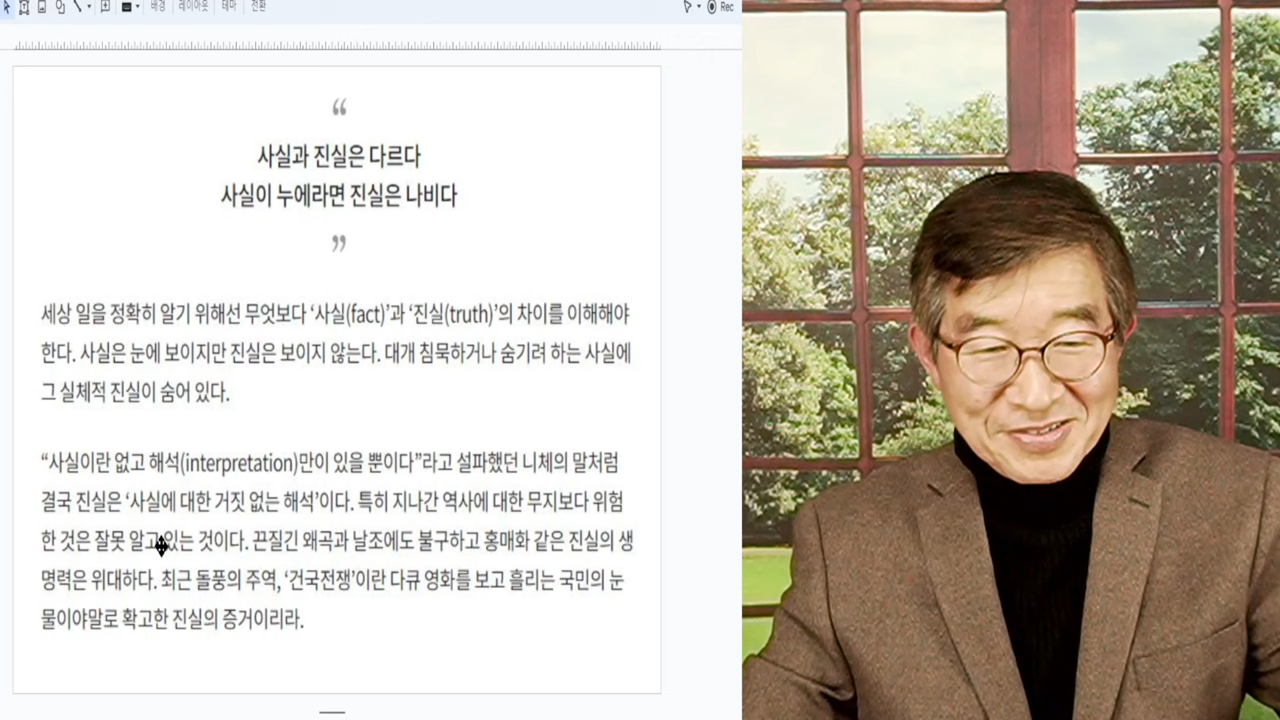 배경 레이아웃 테마 전환
Rec
“
사실과 진실은 다르다
사실이 누에라면 진실은 나비다
”
세상 일을 정확히 알기 위해선 무엇보다 ‘사실(fact)’과 ‘진실(truth)’의 차이를 이해해야
한다. 사실은 눈에 보이지만 진실은 보이지 않는다. 대개 침묵하거나 숨기려 하는 사실에
그 실체적 진실이 숨어 있다.
“사실이란 없고 해석(interpretation)만이 있을 뿐이다”라고 설파했던 니체의 말처럼
결국 진실은 ‘사실에 대한 거짓 없는 해석’이다. 특히 지나간 역사에 대한 무지보다 위험
한 것은 잘못 알고 있는 것이다. 끈질긴 왜곡과 날조에도 불구하고 홍매화 같은 진실의 생
명력은 위대하다. 최근 돌풍의 주역, ‘건국전쟁’이란 다큐 영화를 보고 흘리는 국민의 눈
물이야말로 확고한 진실의 증거이리라.